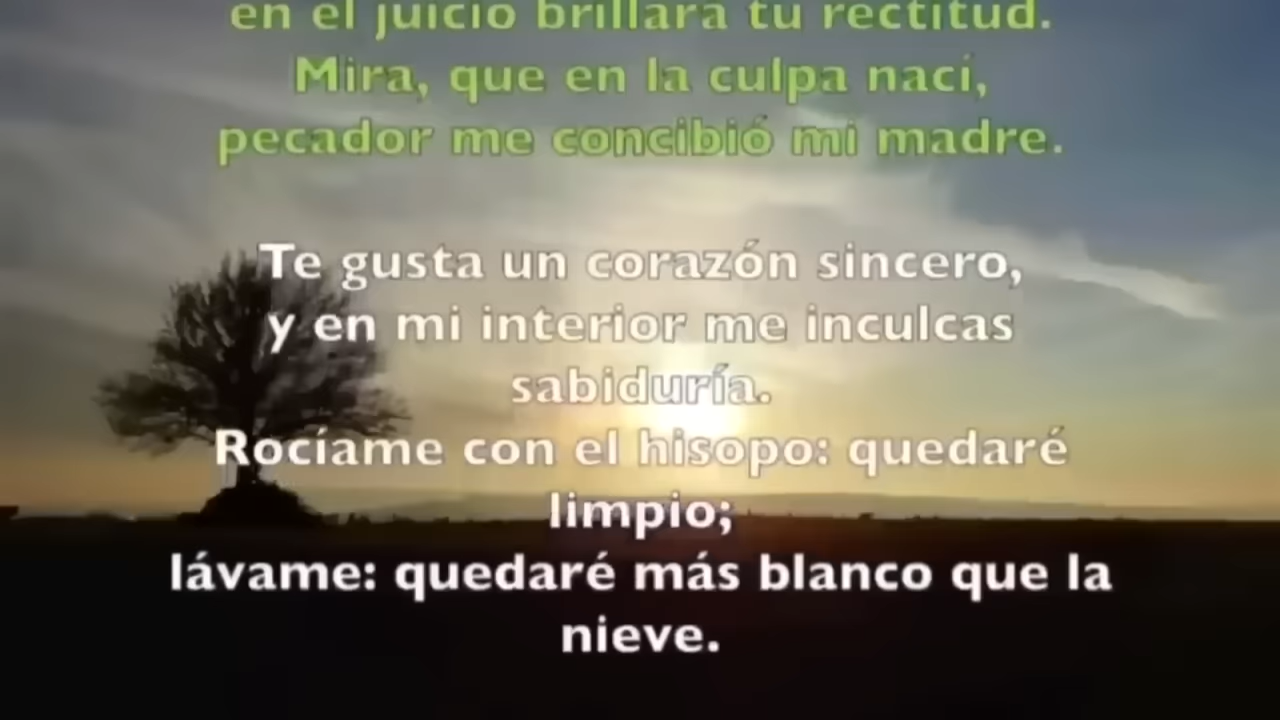 en el juicio brillará tu rectitud.
Mira, que en la culpa nací,
pecador me concibió mi madre.
Te gusta un corazón sincero,
y en mi interior me inculcas
sabiduría.
Rocíame con el hisopo: quedaré
limpio;
lávame: quedaré más blanco que la
nieve.